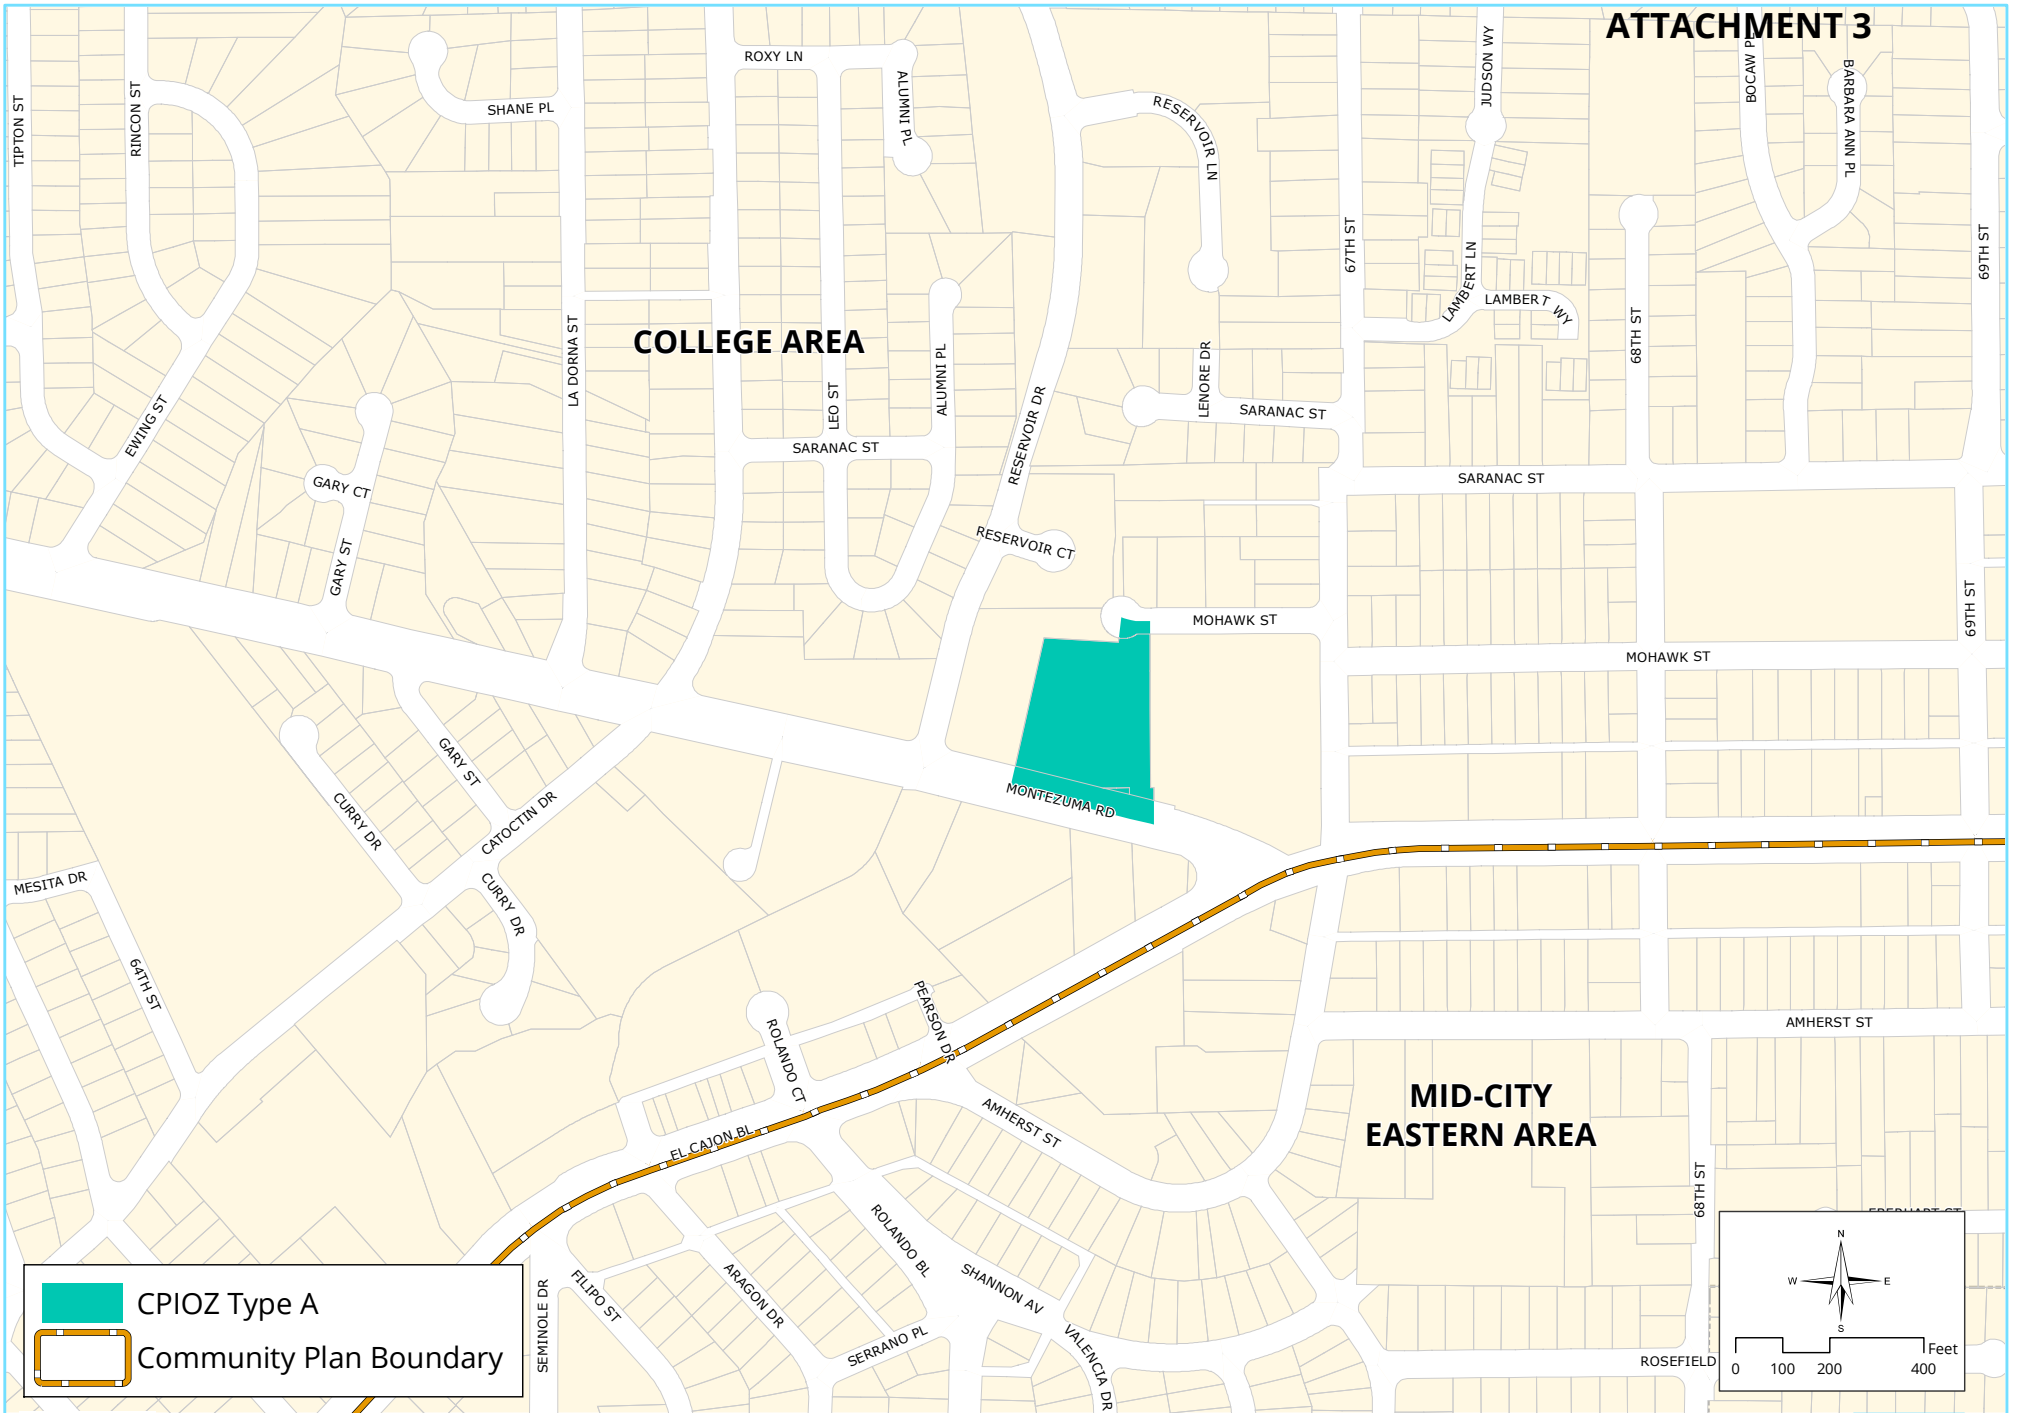 ATTACHMENT 3
TIPTON ST
RINCON ST
SHANE PL
ROXY LN
ALUMNI PL
RESERVOIR LN
JUDSON WY
BOCAW PL
BARBARA ANN PL
67TH ST
69TH ST
LAMBERT LN
LAMBERT WY
68TH ST
COLLEGE AREA
LA DORNA ST
LEO ST
ALUMNI PL
RESERVOIR DR
LENORE DR
SARANAC ST
EWING ST
SARANAC ST
GARY CT
SARANAC ST
GARY ST
RESERVOIR CT
MOHAWK ST
69TH ST
MOHAWK ST
GARY ST
CURRY DR
CATOCTIN DR
MONTEZUMA RD
MESITA DR
CURRY DR
64TH ST
PEARSON DR
ROLANDO CT
AMHERST ST
MID-CITY
EASTERN AREA
AMHERST ST
EL CAJON BL
68TH ST
EBERHART ST
ROLANDO BL
SHANNON AV
FILIPO ST
ARAGON DR
SEMINOLE DR
SERRANO PL
VALENCIA DR
ROSEFIELD
CPIOZ Type A
Community Plan Boundary
N
W E
S
Feet
0 100 200 400